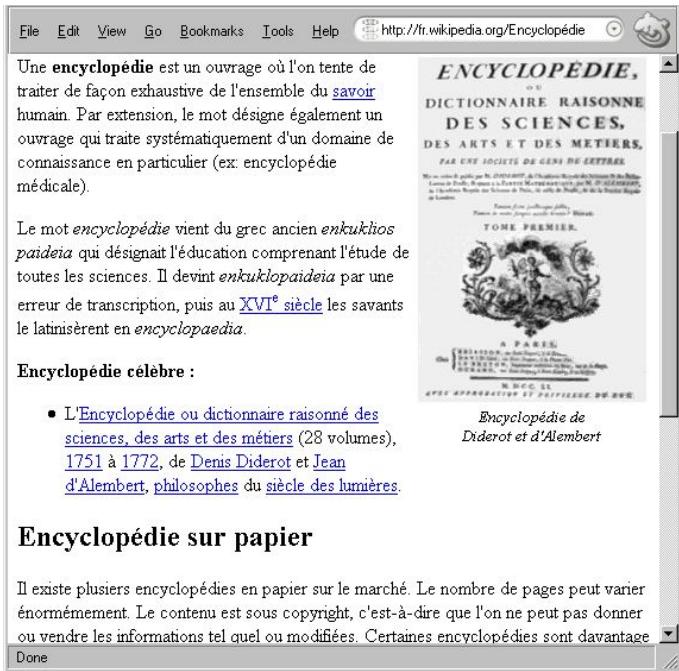 File Edit View Go Bookmarks Tools Help http://fr.wikipedia.org/Encyclopédie
Une encyclopédie est un ouvrage où l'on tente de
traiter de façon exhaustive de l'ensemble du savoir
humain. Par extension, le mot désigne également un
ouvrage qui traite systématiquement d'un domaine de
connaissance en particulier (ex: encyclopédie
médicale).
Le mot encyclopédie vient du grec ancien enkuklios
paideia qui désignait l'éducation comprenant l'étude de
toutes les sciences. Il devint enkuklopaideia par une
erreur de transcription, puis au XVIe siècle les savants
le latinisèrent en encyclopaedia.
Encyclopédie célèbre :
• L'Encyclopédie ou dictionnaire raisonné des
sciences, des arts et des métiers (28 volumes),
1751 à 1772, de Denis Diderot et Jean
d'Alembert, philosophes du siècle des lumières.
ENCYCLOPÉDIE,
OU
DICTIONNAIRE RAISONNÉ
DES SCIENCES,
DES ARTS ET DES MÉTIERS,
PAR UNE SOCIÉTÉ DE GENS DE LETTRES.
TOME PREMIER.
A PARIS,
M. DCC. LI.
AVEC APPROBATION ET PRIVILEGE DU ROY.
Encyclopédie de
Diderot et d'Alembert
Encyclopédie sur papier
Il existe plusiers encyclopédies en papier sur le marché. Le nombre de pages peut varier
énormémement. Le contenu est sous copyright, c'est-à-dire que l'on ne peut pas donner
ou vendre les informations tel quel ou modifiées. Certaines encyclopédies sont davantage
Done